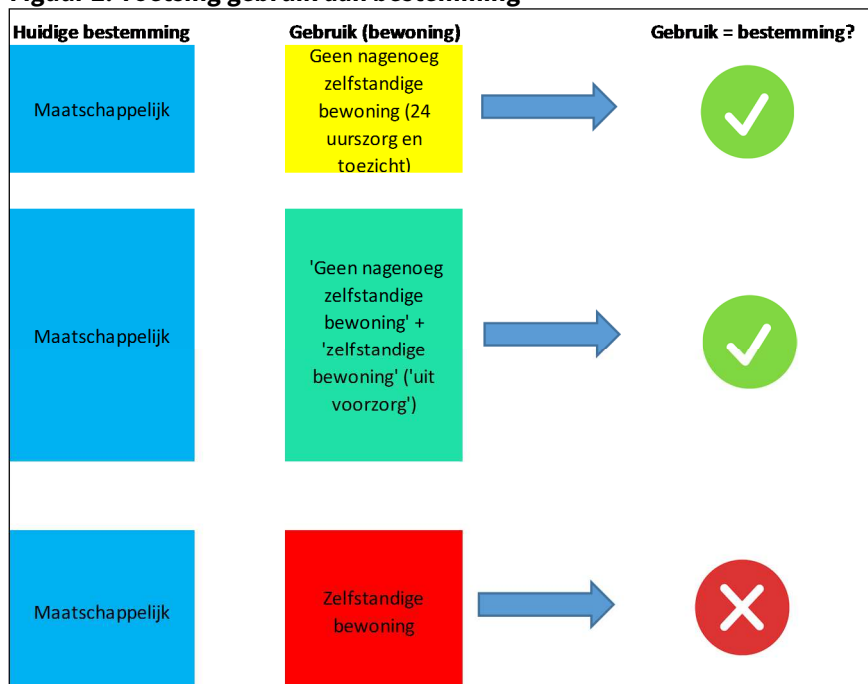 Huidige bestemming
Gebruik (bewoning)
Gebruik = bestemming?
Maatschappelijk
Geen nagenoeg
zelfstandige
bewoning (24
uurszorg en
toezicht)
Maatschappelijk
'Geen nagenoeg
zelfstandige
bewoning' +
'zelfstandige
bewoning' ('uit
voorzorg')
Maatschappelijk
Zelfstandige
bewoning